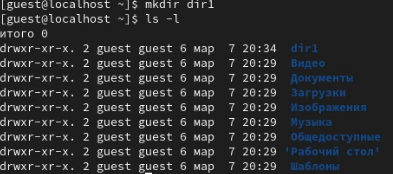 [guest@localhost ~]$ mkdir dir1
[guest@localhost ~]$ ls -l
итого 0
drwxr-xr-x. 2 guest guest 6 мар  7 20:34  dir1
drwxr-xr-x. 2 guest guest 6 мар  7 20:29  Видео
drwxr-xr-x. 2 guest guest 6 мар  7 20:29  Документы
drwxr-xr-x. 2 guest guest 6 мар  7 20:29  Загрузки
drwxr-xr-x. 2 guest guest 6 мар  7 20:29  Изображения
drwxr-xr-x. 2 guest guest 6 мар  7 20:29  Музыка
drwxr-xr-x. 2 guest guest 6 мар  7 20:29  Общедоступные
drwxr-xr-x. 2 guest guest 6 мар  7 20:29 'Рабочий стол'
drwxr-xr-x. 2 guest guest 6 мар  7 20:29  Шаблоны